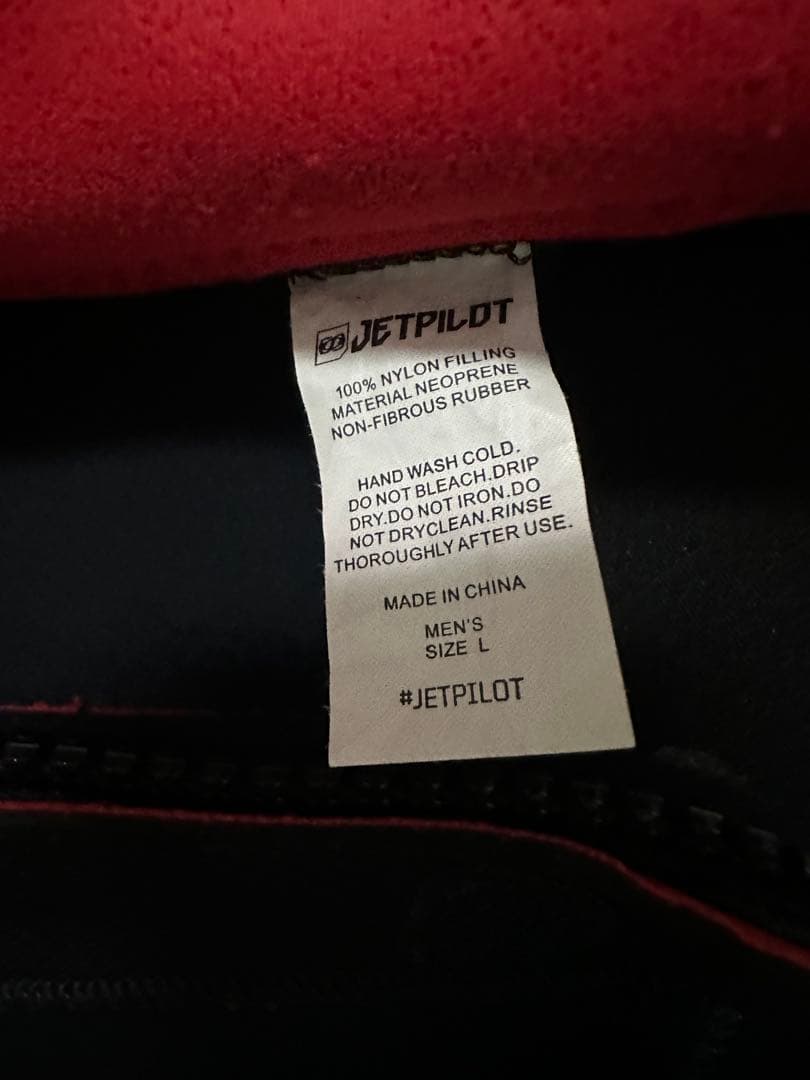 JETPILOT
100% NYLON FILLING
MATERIAL NEOPRENE
NON-FIBROUS RUBBER
HAND WASH COLD.
DO NOT BLEACH.DRIP
DRY.DO NOT IRON.DO
NOT DRYCLEAN.RINSE
THOROUGHLY AFTER USE.
MADE IN CHINA
MEN'S
SIZE L
#JETPILOT